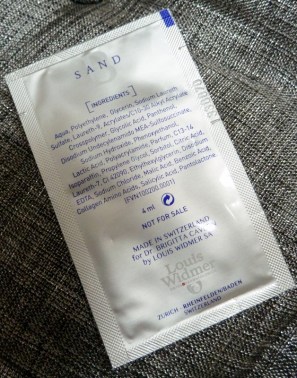 SAND
[INGREDIENTS]
Aqua, Polyethylene, Glycerin, Sodium Laureth
Sulfate, Laureth-3, Acrylates/C10-30 Alkyl Acrylate
Crosspolymer, Glycolic Acid, Panthenol,
Disodium Undecylenamido MEA-Sulfosuccinate,
Sodium Hydroxide, Phenoxyethanol,
Lactic Acid, Polyacrylamide, Parfum, C13-14
Isoparaffin, Propylene Glycol, Sorbitol, Citric Acid,
Laureth-7, CI 42090, Ethylhexylglycerin, Disodium
EDTA, Sodium Chloride, Malic Acid, Benzoic Acid,
Collagen Amino Acids, Salicylic Acid, Pantolactone
4 ml
NOT FOR SALE
MADE IN SWITZERLAND
for Dr. BRIGITTA
by LOUIS WIDMER SA
Louis
Widmer
ZURICH - RHEINFELDEN/BADEN
SWITZERLAND